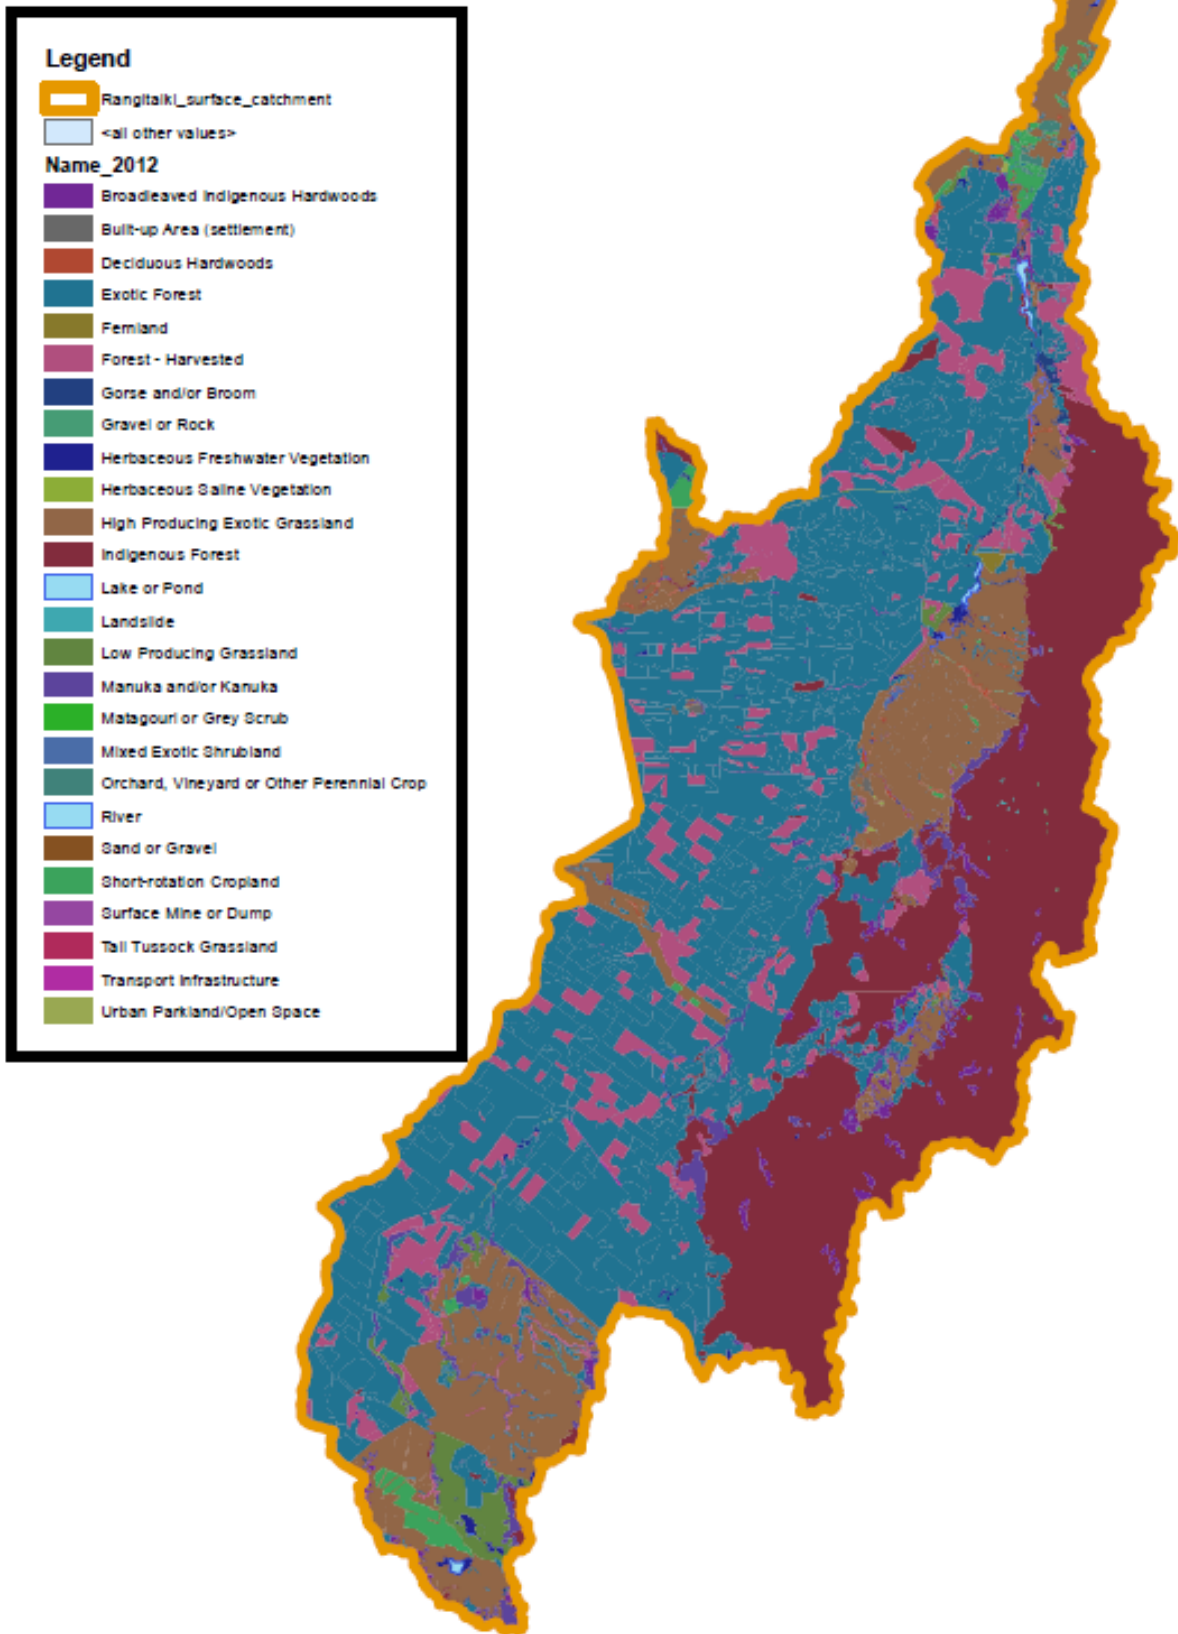 Legend
Rangitaiki_surface_catchment
<all other values>
Name_2012
Broadleaved Indigenous Hardwoods
Built-up Area (settlement)
Deciduous Hardwoods
Exotic Forest
Fernland
Forest - Harvested
Gorse and/or Broom
Gravel or Rock
Herbaceous Freshwater Vegetation
Herbaceous Saline Vegetation
High Producing Exotic Grassland
Indigenous Forest
Lake or Pond
Landslide
Low Producing Grassland
Manuka and/or Kanuka
Matagouri or Grey Scrub
Mixed Exotic Shrubland
Orchard, Vineyard or Other Perennial Crop
River
Sand or Gravel
Short-rotation Cropland
Surface Mine or Dump
Tall Tussock Grassland
Transport Infrastructure
Urban Parkland/Open Space